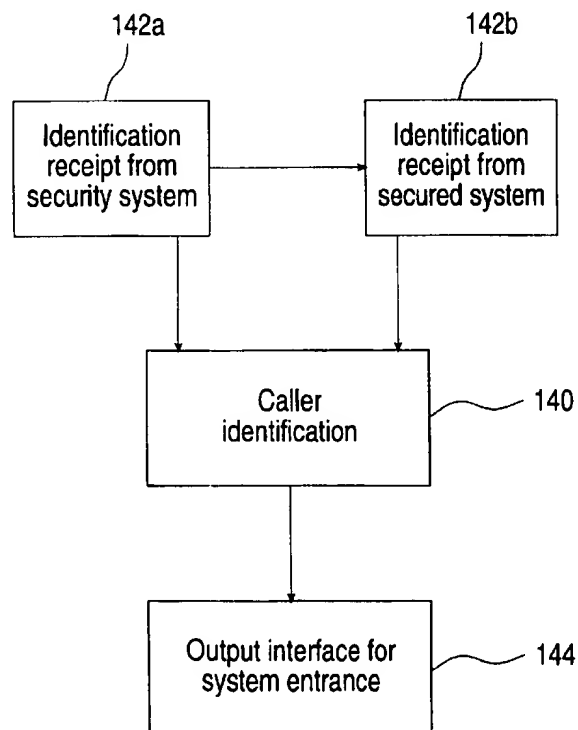 142a
142b
Identification
receipt from
security system
Identification
receipt from
secured system
Caller
identification
140
Output interface for
system entrance
144